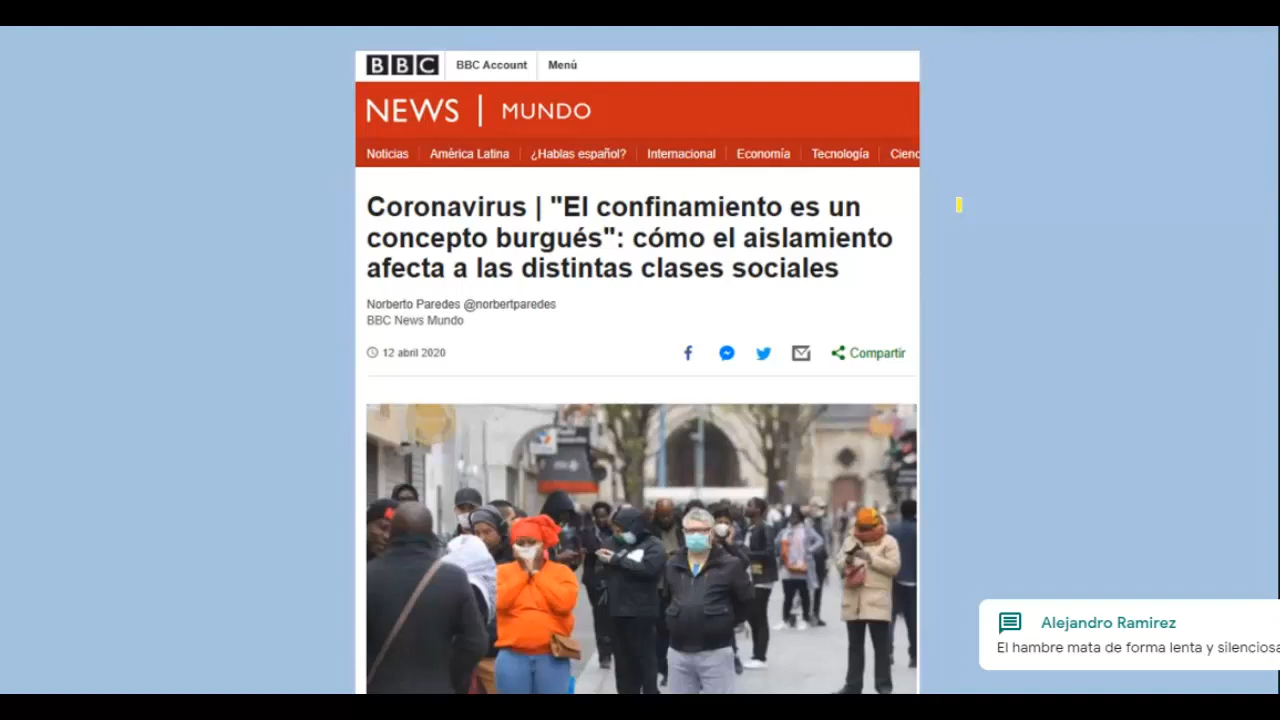 BBC BBC Account Menú
NEWS | MUNDO
Noticias América Latina ¿Hablas español? Internacional Economía Tecnología Cienc
Coronavirus | "El confinamiento es un
concepto burgués": cómo el aislamiento
afecta a las distintas clases sociales
Norberto Paredes @norbertparedes
BBC News Mundo
12 abril 2020
Compartir
Alejandro Ramirez
El hambre mata de forma lenta y silenciosa